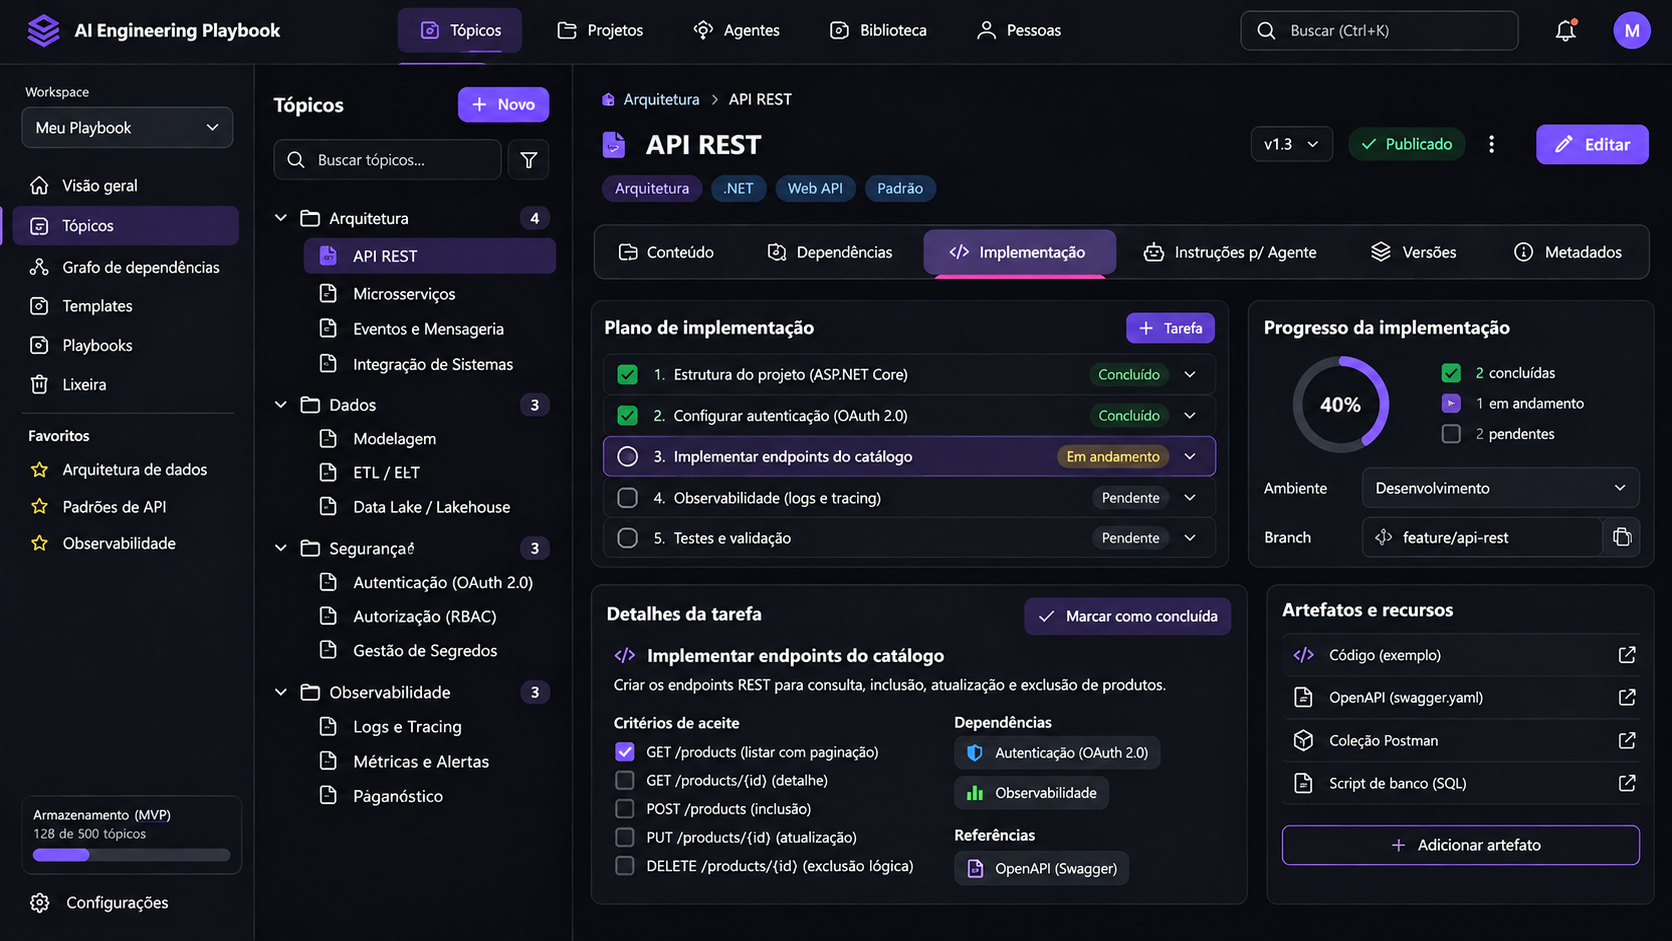 AI Engineering Playbook
Tópicos
Projetos
Agentes
Biblioteca
Pessoas
Buscar (Ctrl+K)
M
Workspace
Meu Playbook
Visão geral
Tópicos
Grafo de dependências
Templates
Playbooks
Lixeira
Favoritos
Arquitetura de dados
Padrões de API
Observabilidade
Armazenamento (MVP)
128 de 500 tópicos
Configurações
Tópicos
+ Novo
Buscar tópicos...
Arquitetura 4
API REST
Microsserviços
Eventos e Mensageria
Integração de Sistemas
Dados 3
Modelagem
ETL / ELT
Data Lake / Lakehouse
Segurança 3
Autenticação (OAuth 2.0)
Autorização (RBAC)
Gestão de Segredos
Observabilidade 3
Logs e Tracing
Métricas e Alertas
Páganóstico
Arquitetura > API REST
API REST
v1.3
Publicado
Editar
Arquitetura
.NET
Web API
Padrão
Conteúdo
Dependências
</> Implementação
Instruções p/ Agente
Versões
Metadados
Plano de implementação
+ Tarefa
1. Estrutura do projeto (ASP.NET Core) Concluído
2. Configurar autenticação (OAuth 2.0) Concluído
3. Implementar endpoints do catálogo Em andamento
4. Observabilidade (logs e tracing) Pendente
5. Testes e validação Pendente
Progresso da implementação
40%
2 concluídas
1 em andamento
2 pendentes
Ambiente Desenvolvimento
Branch feature/api-rest
Detalhes da tarefa
Marcar como concluída
</> Implementar endpoints do catálogo
Criar os endpoints REST para consulta, inclusão, atualização e exclusão de produtos.
Critérios de aceite
GET /products (listar com paginação)
GET /products/{id} (detalhe)
POST /products (inclusão)
PUT /products/{id} (atualização)
DELETE /products/{id} (exclusão lógica)
Dependências
Autenticação (OAuth 2.0)
Observabilidade
Referências
OpenAPI (Swagger)
Artefatos e recursos
</> Código (exemplo)
OpenAPI (swagger.yaml)
Coleção Postman
Script de banco (SQL)
+ Adicionar artefato